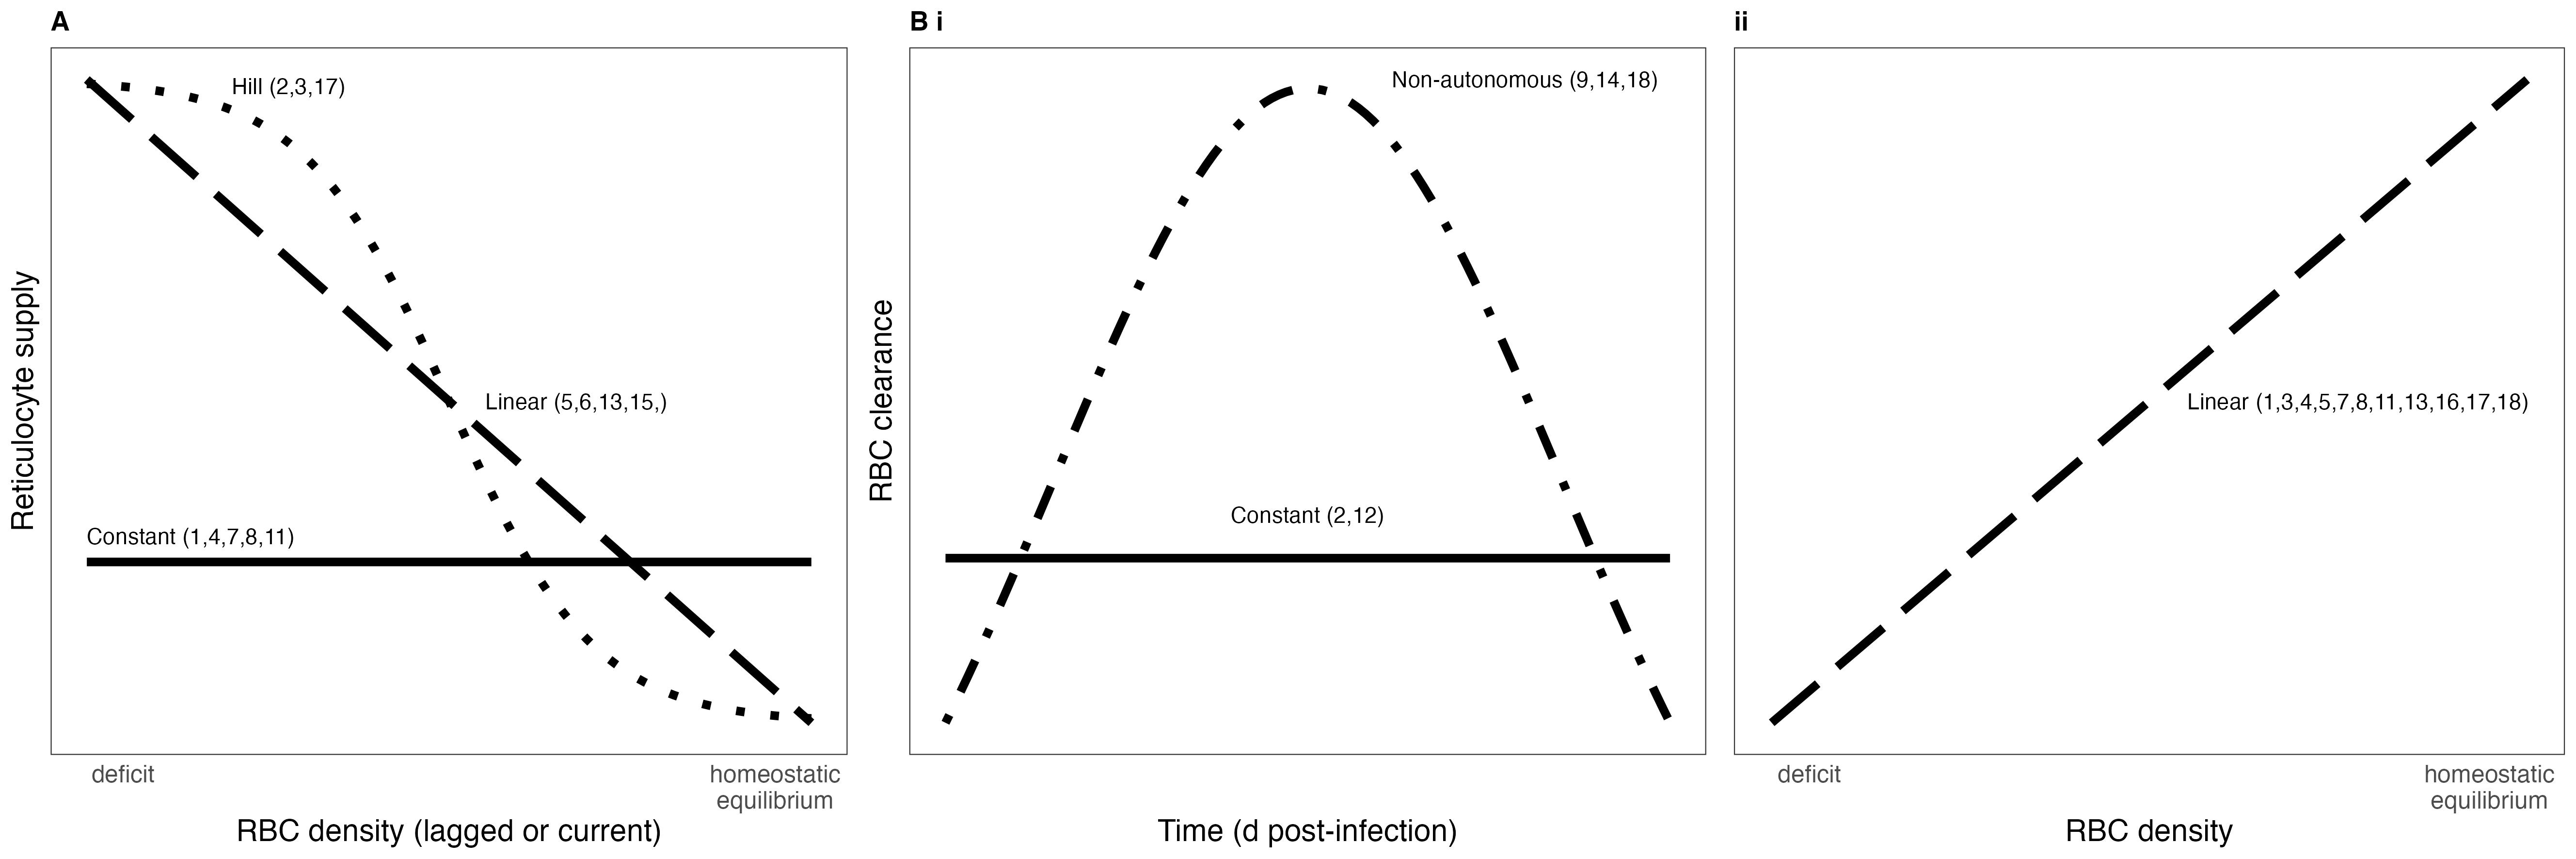 A
Hill (2,3,17)
Linear (5,6,13,15,)
Constant (1,4,7,8,11)
Reticulocyte supply
deficit
homeostatic
equilibrium
RBC density (lagged or current)
B i
Non-autonomous (9,14,18)
Constant (2,12)
RBC clearance
Time (d post-infection)
ii
Linear (1,3,4,5,7,8,11,13,16,17,18)
deficit
homeostatic
equilibrium
RBC density